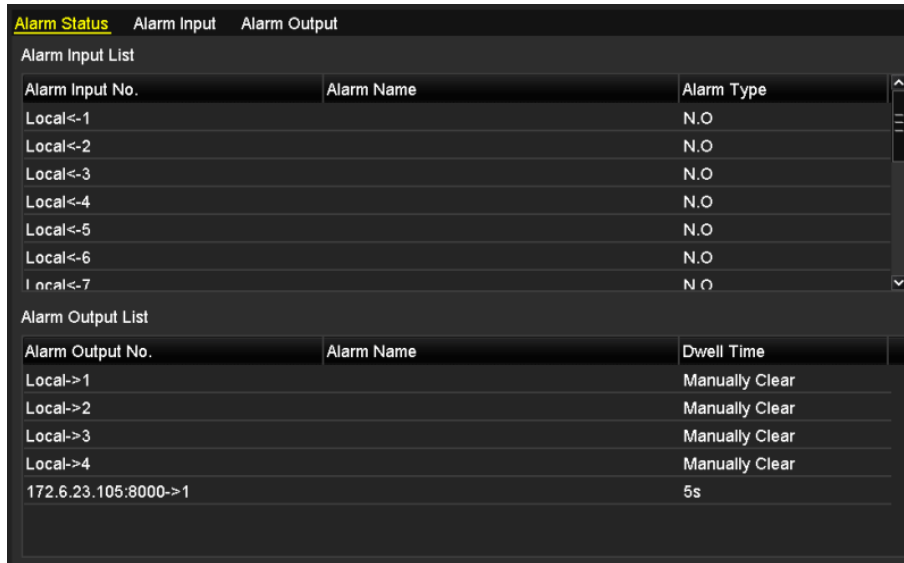 Alarm Status Alarm Input Alarm Output
Alarm Input List
Alarm Input No. Alarm Name Alarm Type
Local<-1 N.O
Local<-2 N.O
Local<-3 N.O
Local<-4 N.O
Local<-5 N.O
Local<-6 N.O
Local<-7 N.O
Alarm Output List
Alarm Output No. Alarm Name Dwell Time
Local->1 Manually Clear
Local->2 Manually Clear
Local->3 Manually Clear
Local->4 Manually Clear
172.6.23.105:8000->1 5s